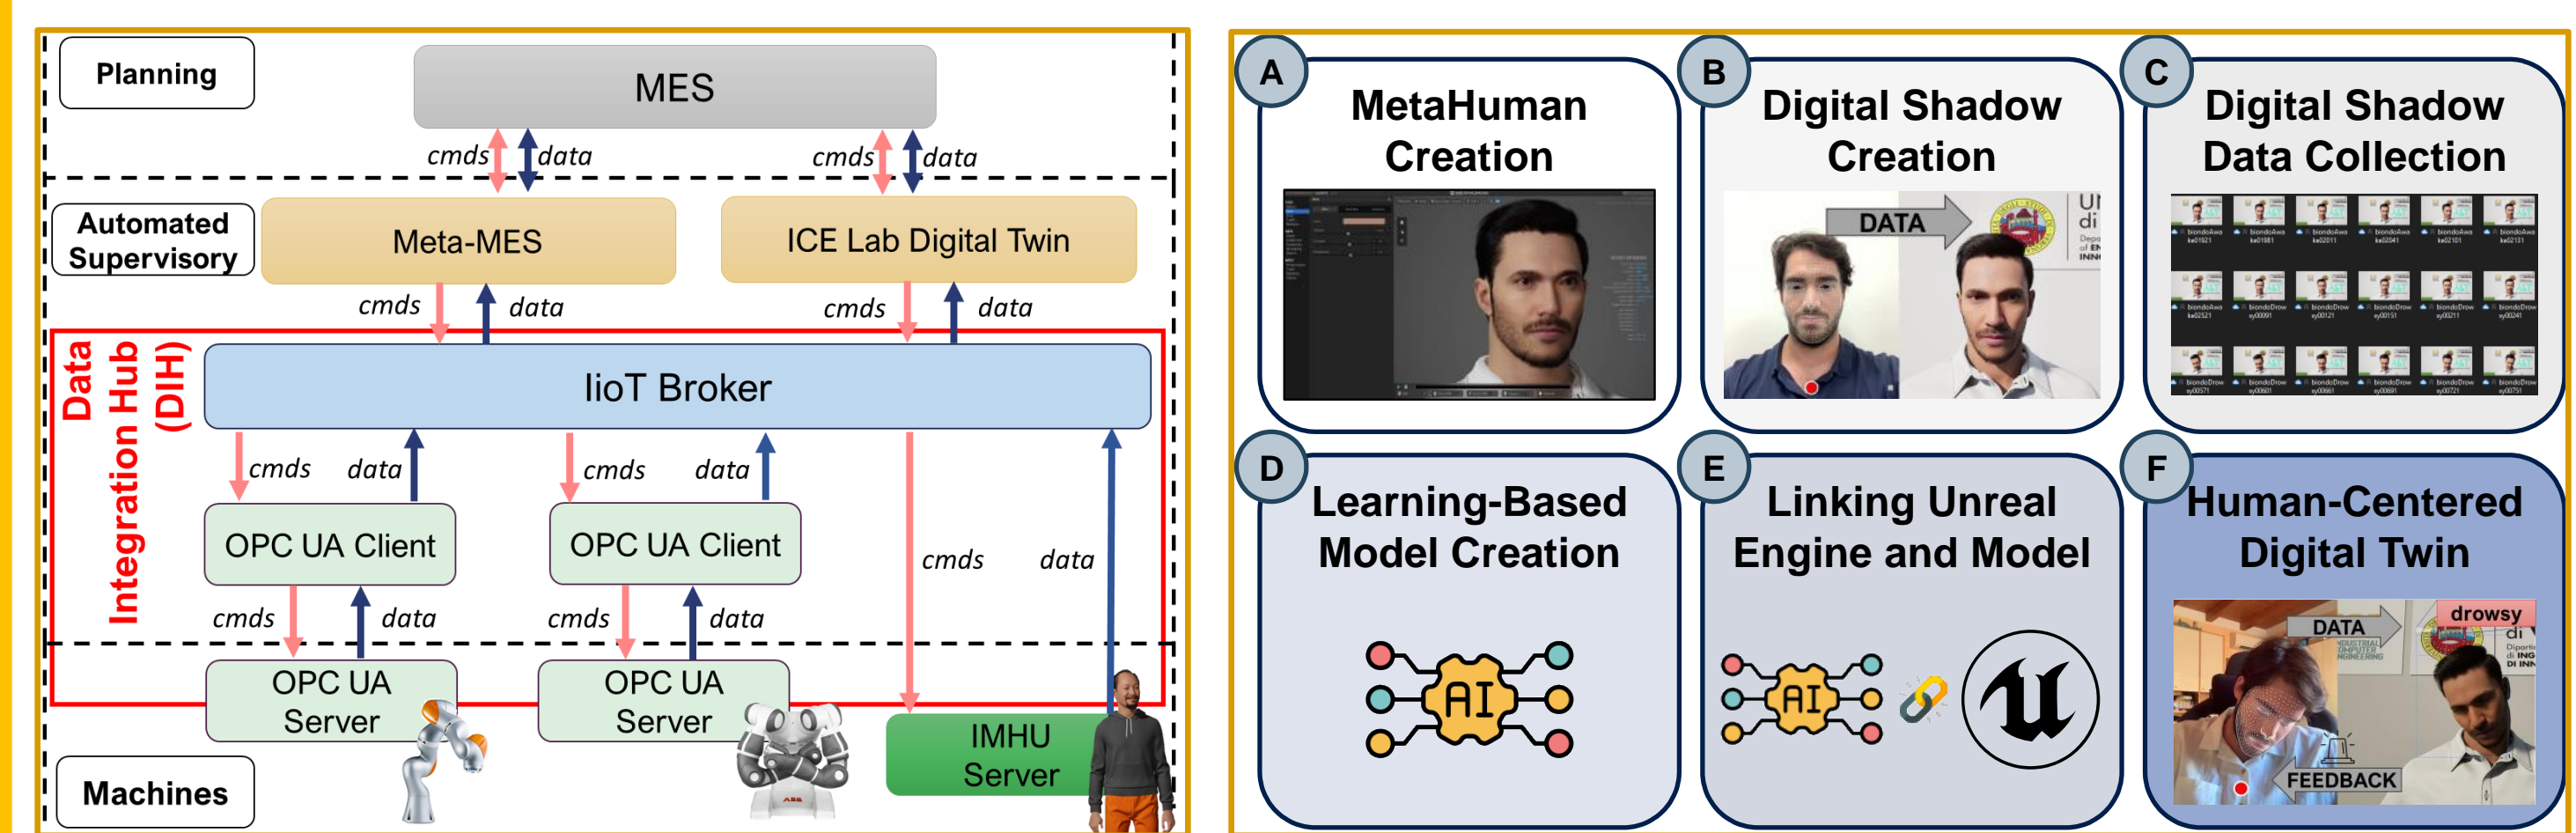 Planning
MES
cmds
data
cmds
data
Automated
Supervisory
Meta-MES
ICE Lab Digital Twin
cmds
data
cmds
data
Data
Integration Hub
(DIH)
IioT Broker
cmds
data
cmds
data
OPC UA Client
OPC UA Client
cmds
data
cmds
data
cmds
data
OPC UA
Server
OPC UA
Server
IMHU
Server
ABB
Machines
A
MetaHuman
Creation
B
Digital Shadow
Creation
DATA
C
Digital Shadow
Data Collection
D
Learning-Based
Model Creation
AI
E
Linking Unreal
Engine and Model
AI
F
Human-Centered
Digital Twin
DATA
drowsy
FEEDBACK